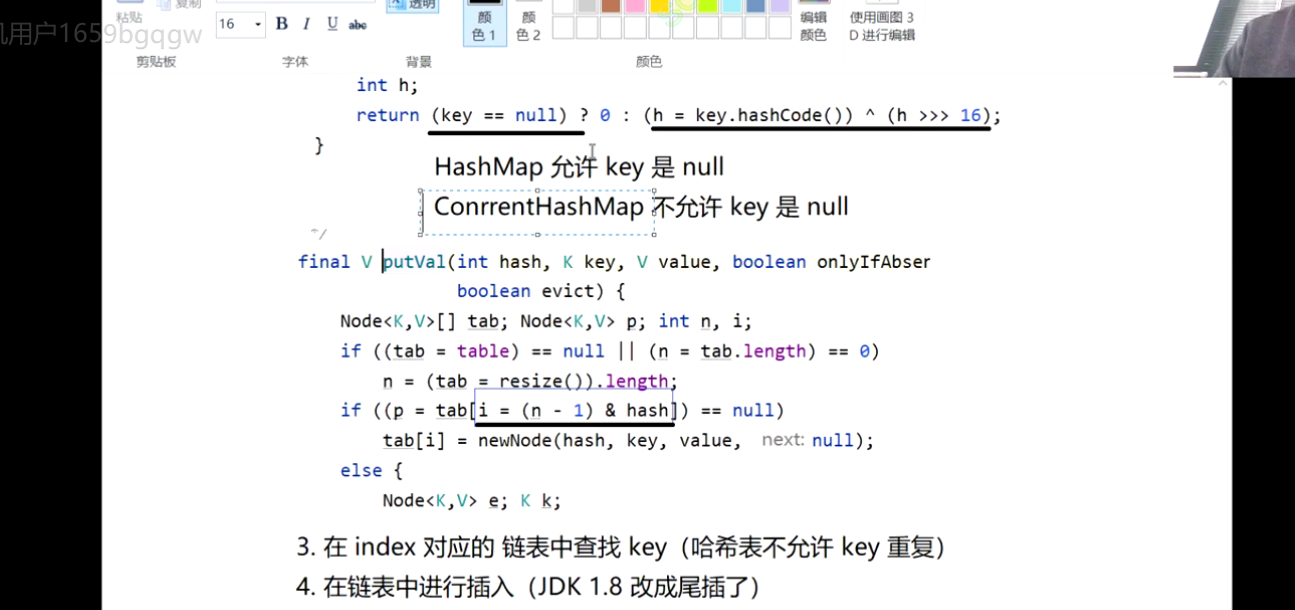 粘贴
复制
机用户1659bgqgw
16 B I U abc
透明
颜色 1
颜色 2
编辑颜色
使用画图 3D 进行编辑
剪贴板
字体
背景
颜色
int h;
return (key == null) ? 0 : (h = key.hashCode()) ^ (h >>> 16);
}
HashMap 允许 key 是 null
ConrrentHashMap 不允许 key 是 null
*/
final V putVal(int hash, K key, V value, boolean onlyIfAbser
boolean evict) {
Node<K,V>[] tab; Node<K,V> p; int n, i;
if ((tab = table) == null || (n = tab.length) == 0)
n = (tab = resize()).length;
if ((p = tab[i = (n - 1) & hash]) == null)
tab[i] = newNode(hash, key, value, next: null);
else {
Node<K,V> e; K k;
3. 在 index 对应的 链表中查找 key（哈希表不允许 key 重复）
4. 在链表中进行插入（JDK 1.8 改成尾插了）